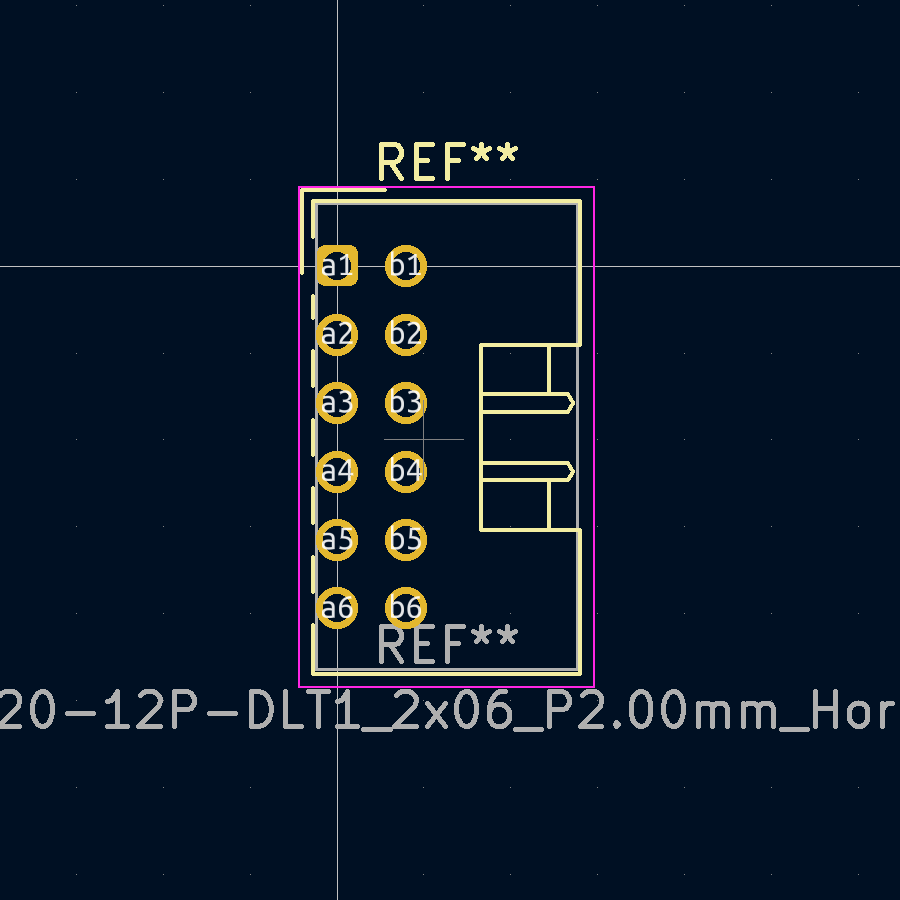 REF**
a1 b1
a2 b2
a3 b3
a4 b4
a5 b5
a6 b6
REF**
20-12P-DLT1_2x06_P2.00mm_Hor